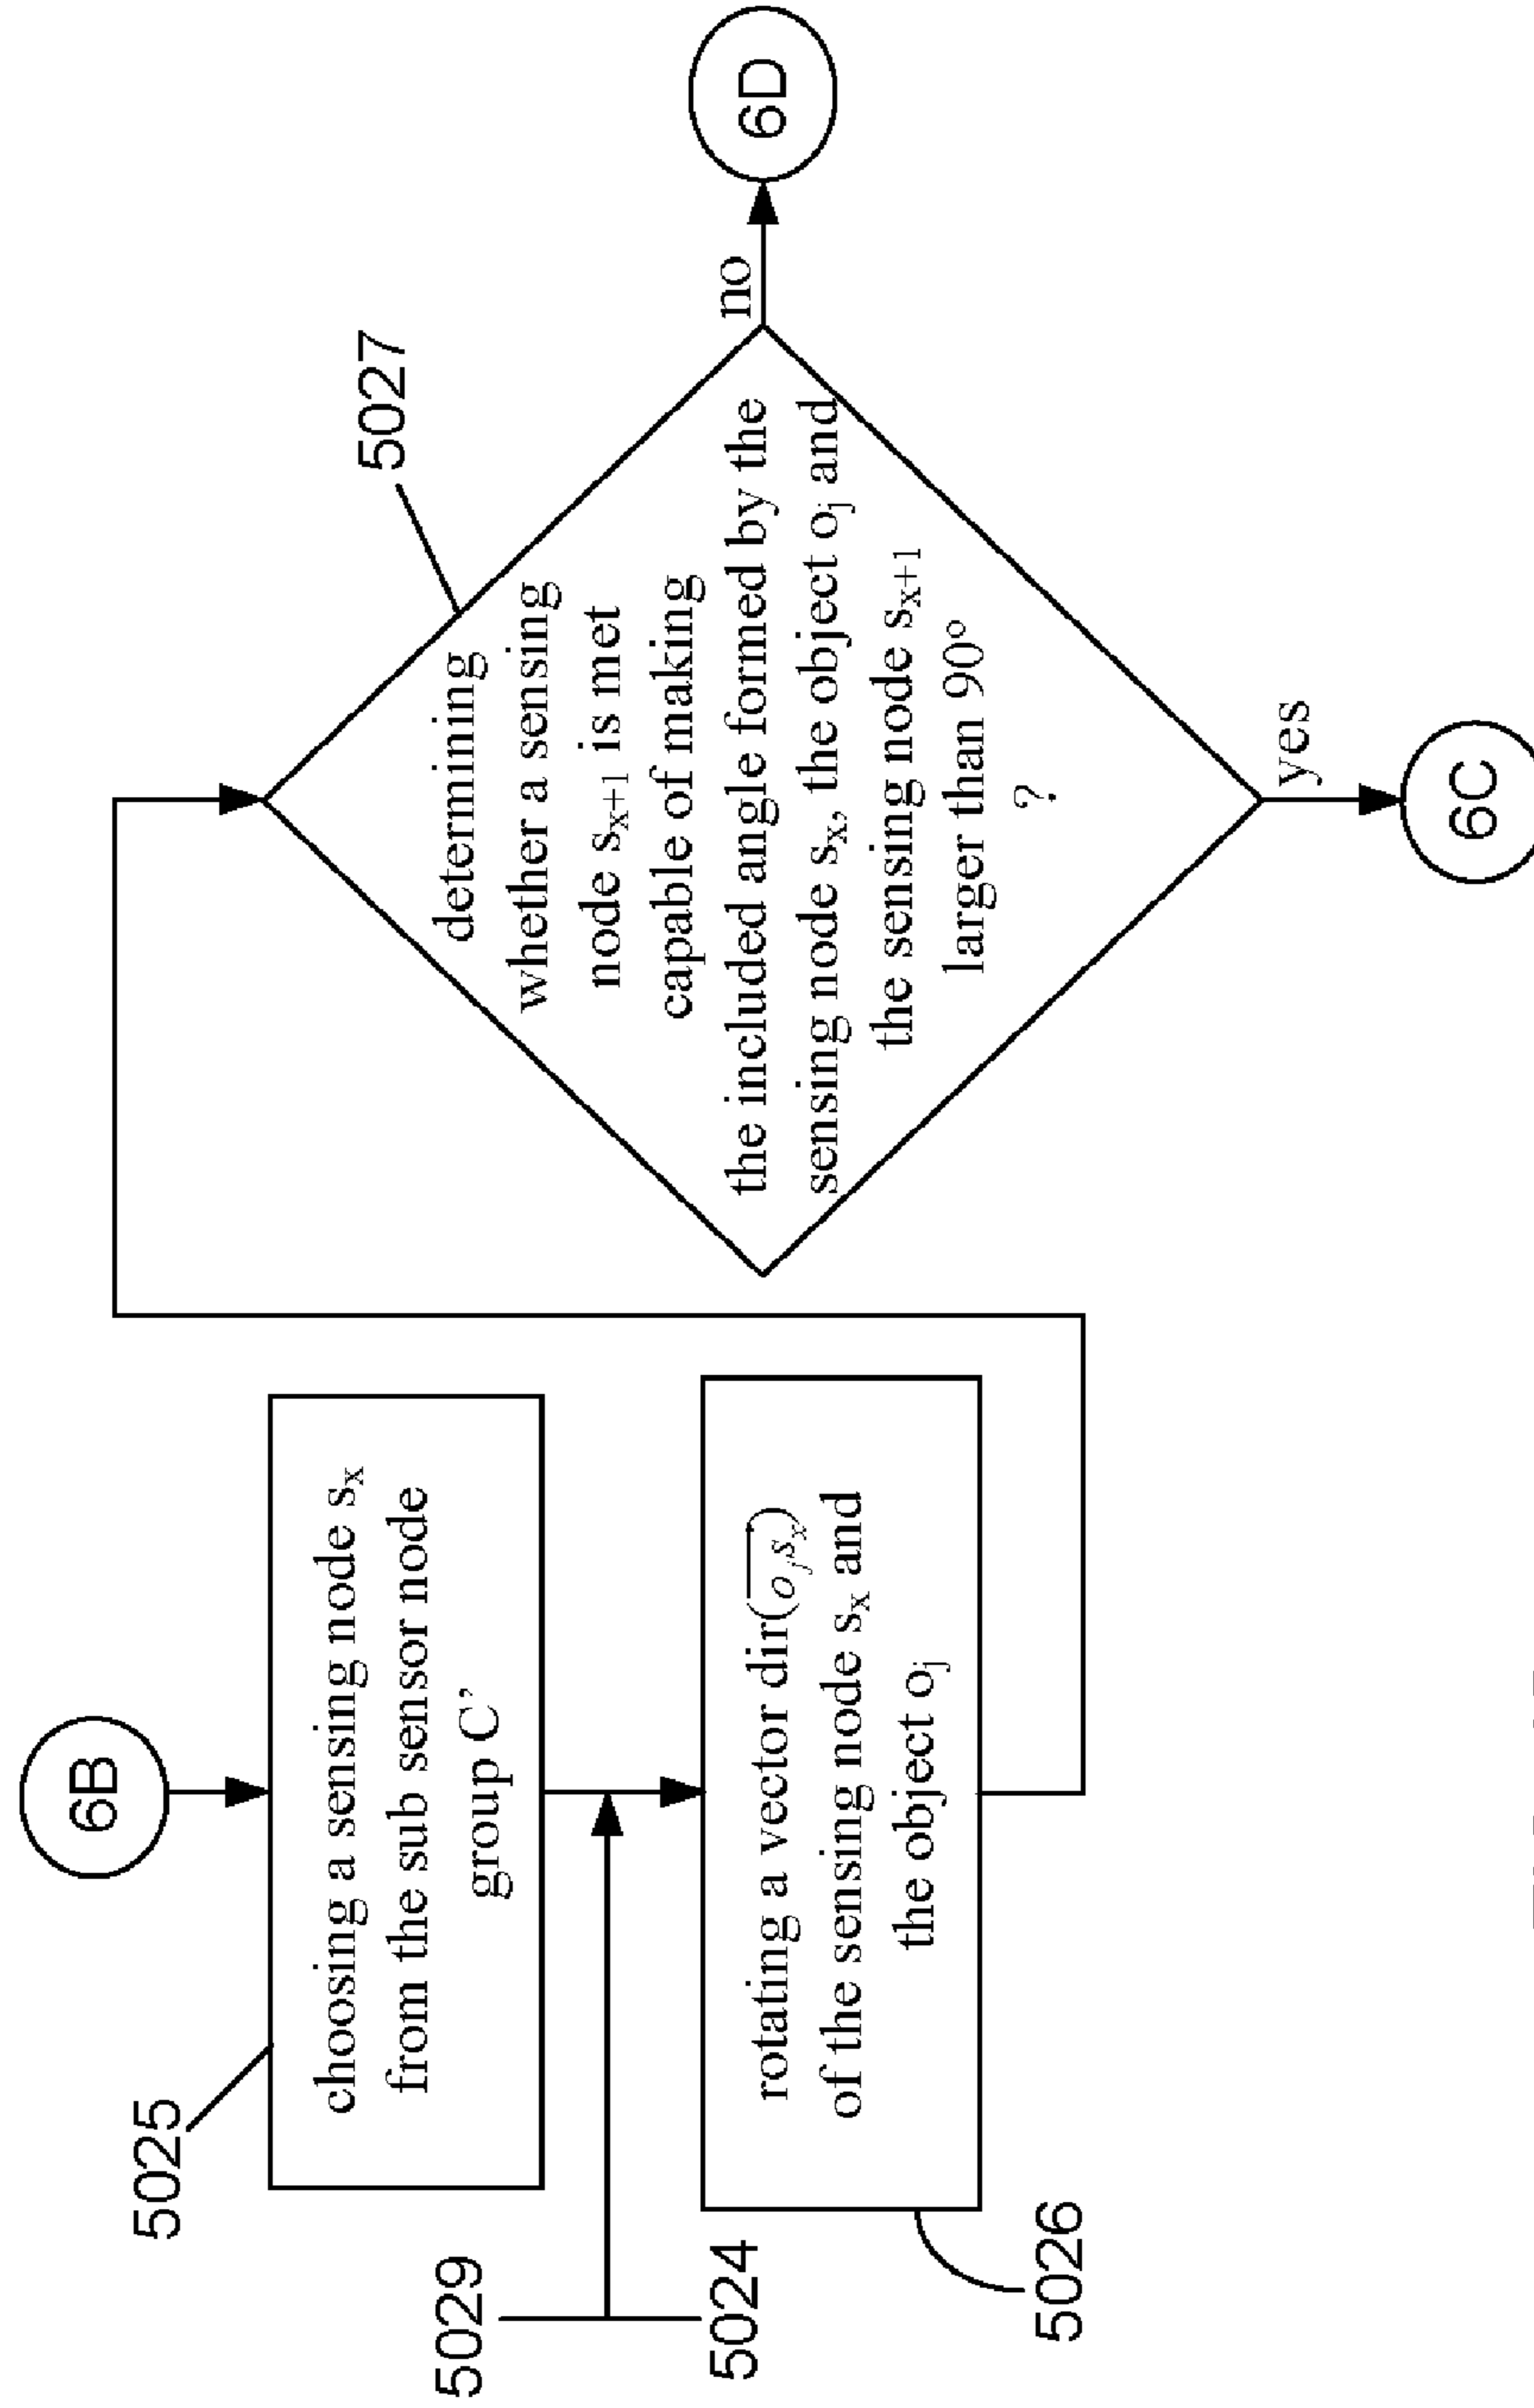 6B
5025
choosing a sensing node sₓ
from the sub sensor node
group C’
5029
5024
rotating a vector dir(oⱼsₓ)
of the sensing node sₓ and
the object oⱼ
5026
5027
determining
whether a sensing
node sₓ₊₁ is met
capable of making
the included angle formed by the
sensing node sₓ, the object oⱼ and
the sensing node sₓ₊₁
larger than 90°
?
no
6D
yes
6C